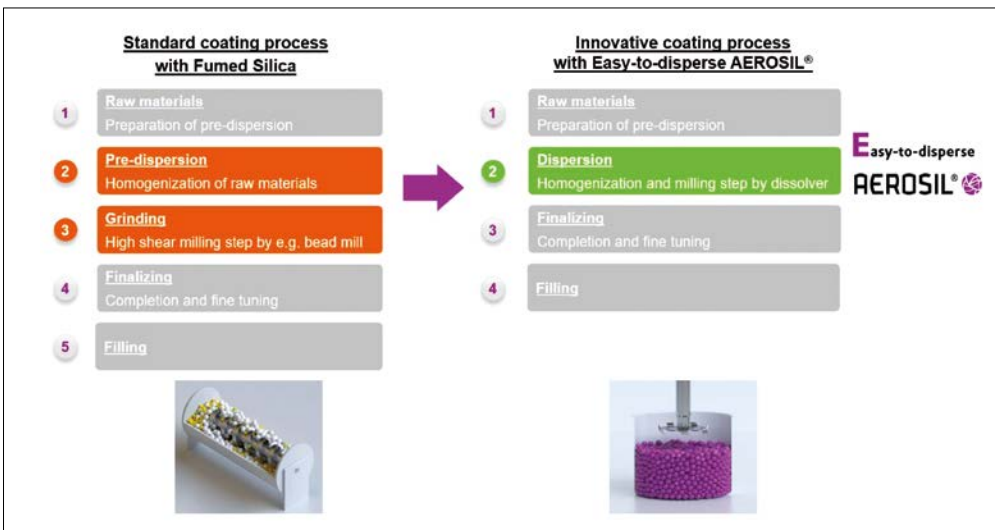 Standard coating process
with Fumed Silica
1
Raw materials
Preparation of pre-dispersion
2
Pre-dispersion
Homogenization of raw materials
3
Grinding
High shear milling step by e.g. bead mill
4
Finalizing
Completion and fine tuning
5
Filling
Innovative coating process
with Easy-to-disperse AEROSIL®
1
Raw materials
Preparation of pre-dispersion
2
Dispersion
Homogenization and milling step by dissolver
3
Finalizing
Completion and fine tuning
4
Filling
Easy-to-disperse
AEROSIL®